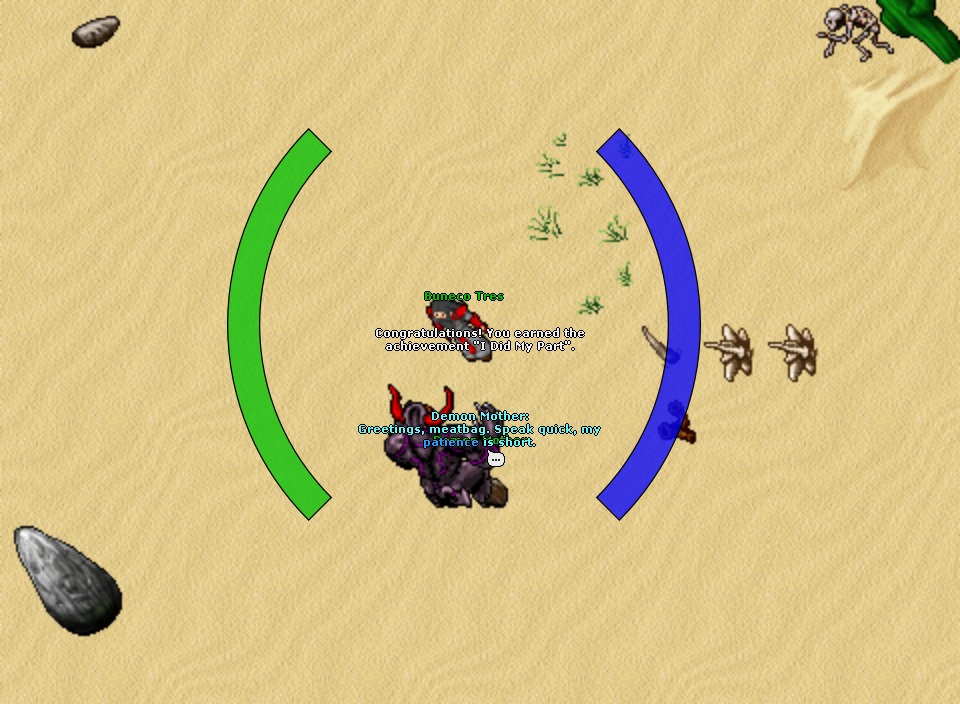 Buneco Tres
Congratulations! You earned the
achievement "I Did My Part".
Demon Mother:
Greetings, meatbag. Speak quick, my
patience is short.